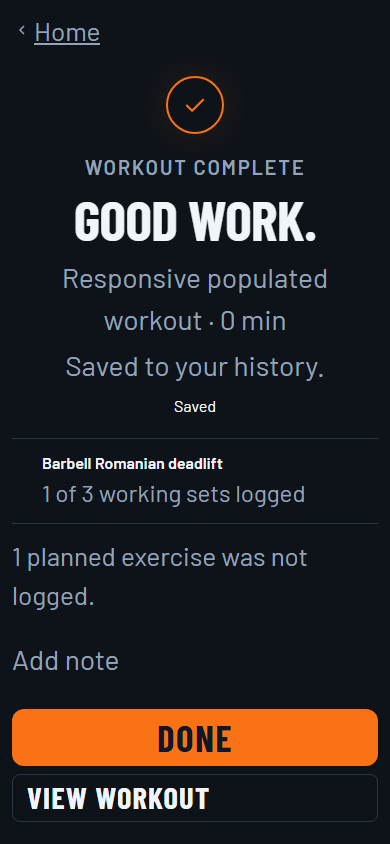 Home
WORKOUT COMPLETE
GOOD WORK.
Responsive populated
workout · 0 min
Saved to your history.
Saved
Barbell Romanian deadlift
1 of 3 working sets logged
1 planned exercise was not
logged.
Add note
DONE
VIEW WORKOUT